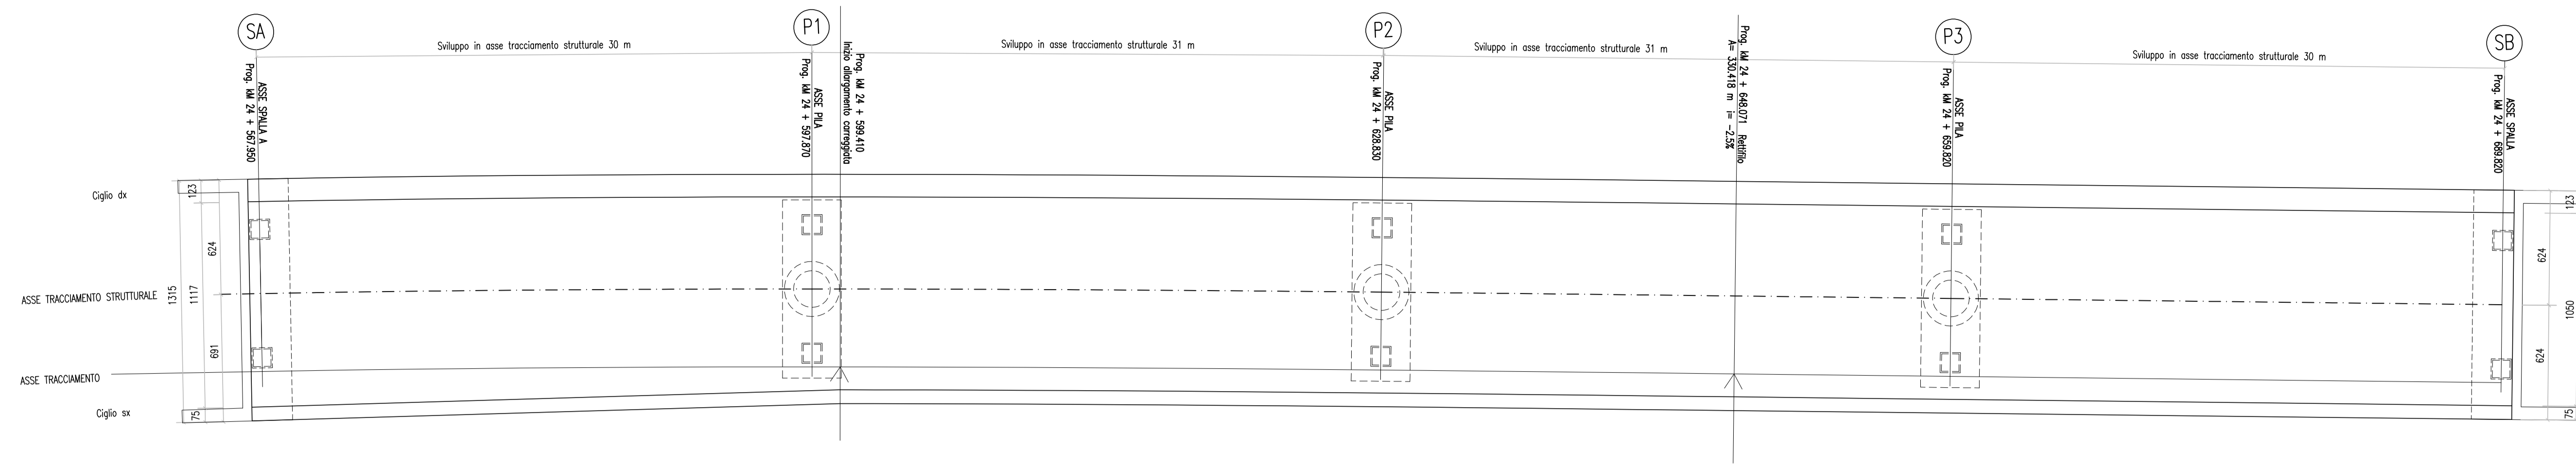 SA
P1
P2
P3
SB
Sviluppo in asse tracciamento strutturale 30 m
Sviluppo in asse tracciamento strutturale 31 m
Sviluppo in asse tracciamento strutturale 31 m
Sviluppo in asse tracciamento strutturale 30 m
ASSE SPALLA A
Prog. kM 24 + 567.950
ASSE PILA
Prog. kM 24 + 597.870
Prog. kM 24 + 599.410
Inizio allargamento carreggiata
ASSE PILA
Prog. kM 24 + 628.830
Prog. kM 24 + 648.071 Rettifilo
A= 330.418 m i= -2.5%
ASSE PILA
Prog. kM 24 + 659.820
ASSE SPALLA
Prog. kM 24 + 689.820
Ciglio dx
ASSE TRACCIAMENTO STRUTTURALE
ASSE TRACCIAMENTO
Ciglio sx
123
624
1315
1117
691
75
123
624
1050
624
75